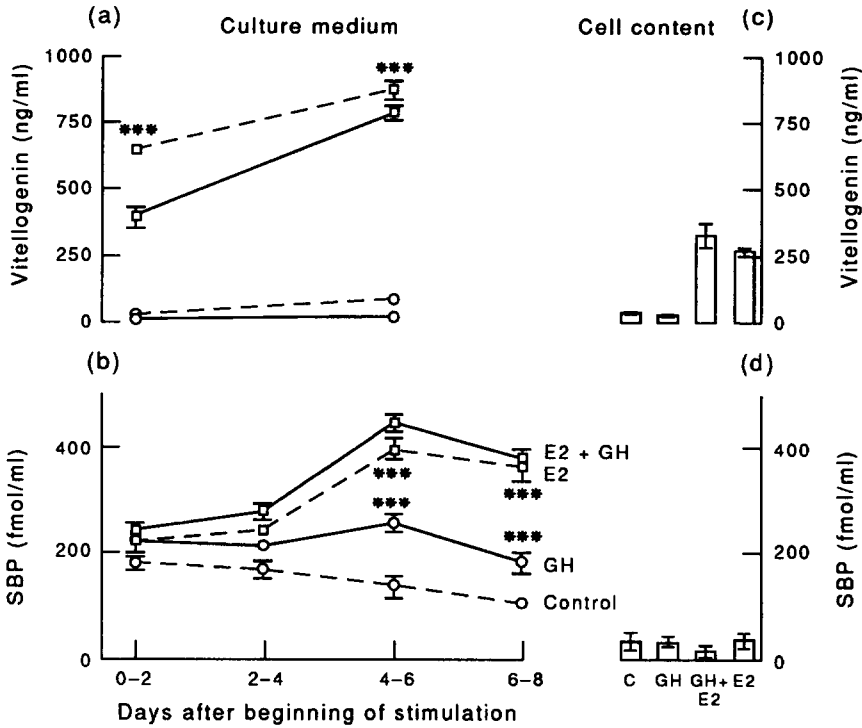 (a)
Culture medium
Cell content
(c)
Vitellogenin (ng/ml)
1000
750
500
250
0
***
***
1000
750
500
250
0
Vitellogenin (ng/ml)
(b)
(d)
SBP (fmol/ml)
400
200
0
E2 + GH
E2
***
***
***
***
GH
Control
400
200
0
SBP (fmol/ml)
0–2
2–4
4–6
6–8
Days after beginning of stimulation
C
GH
GH+
E2
E2